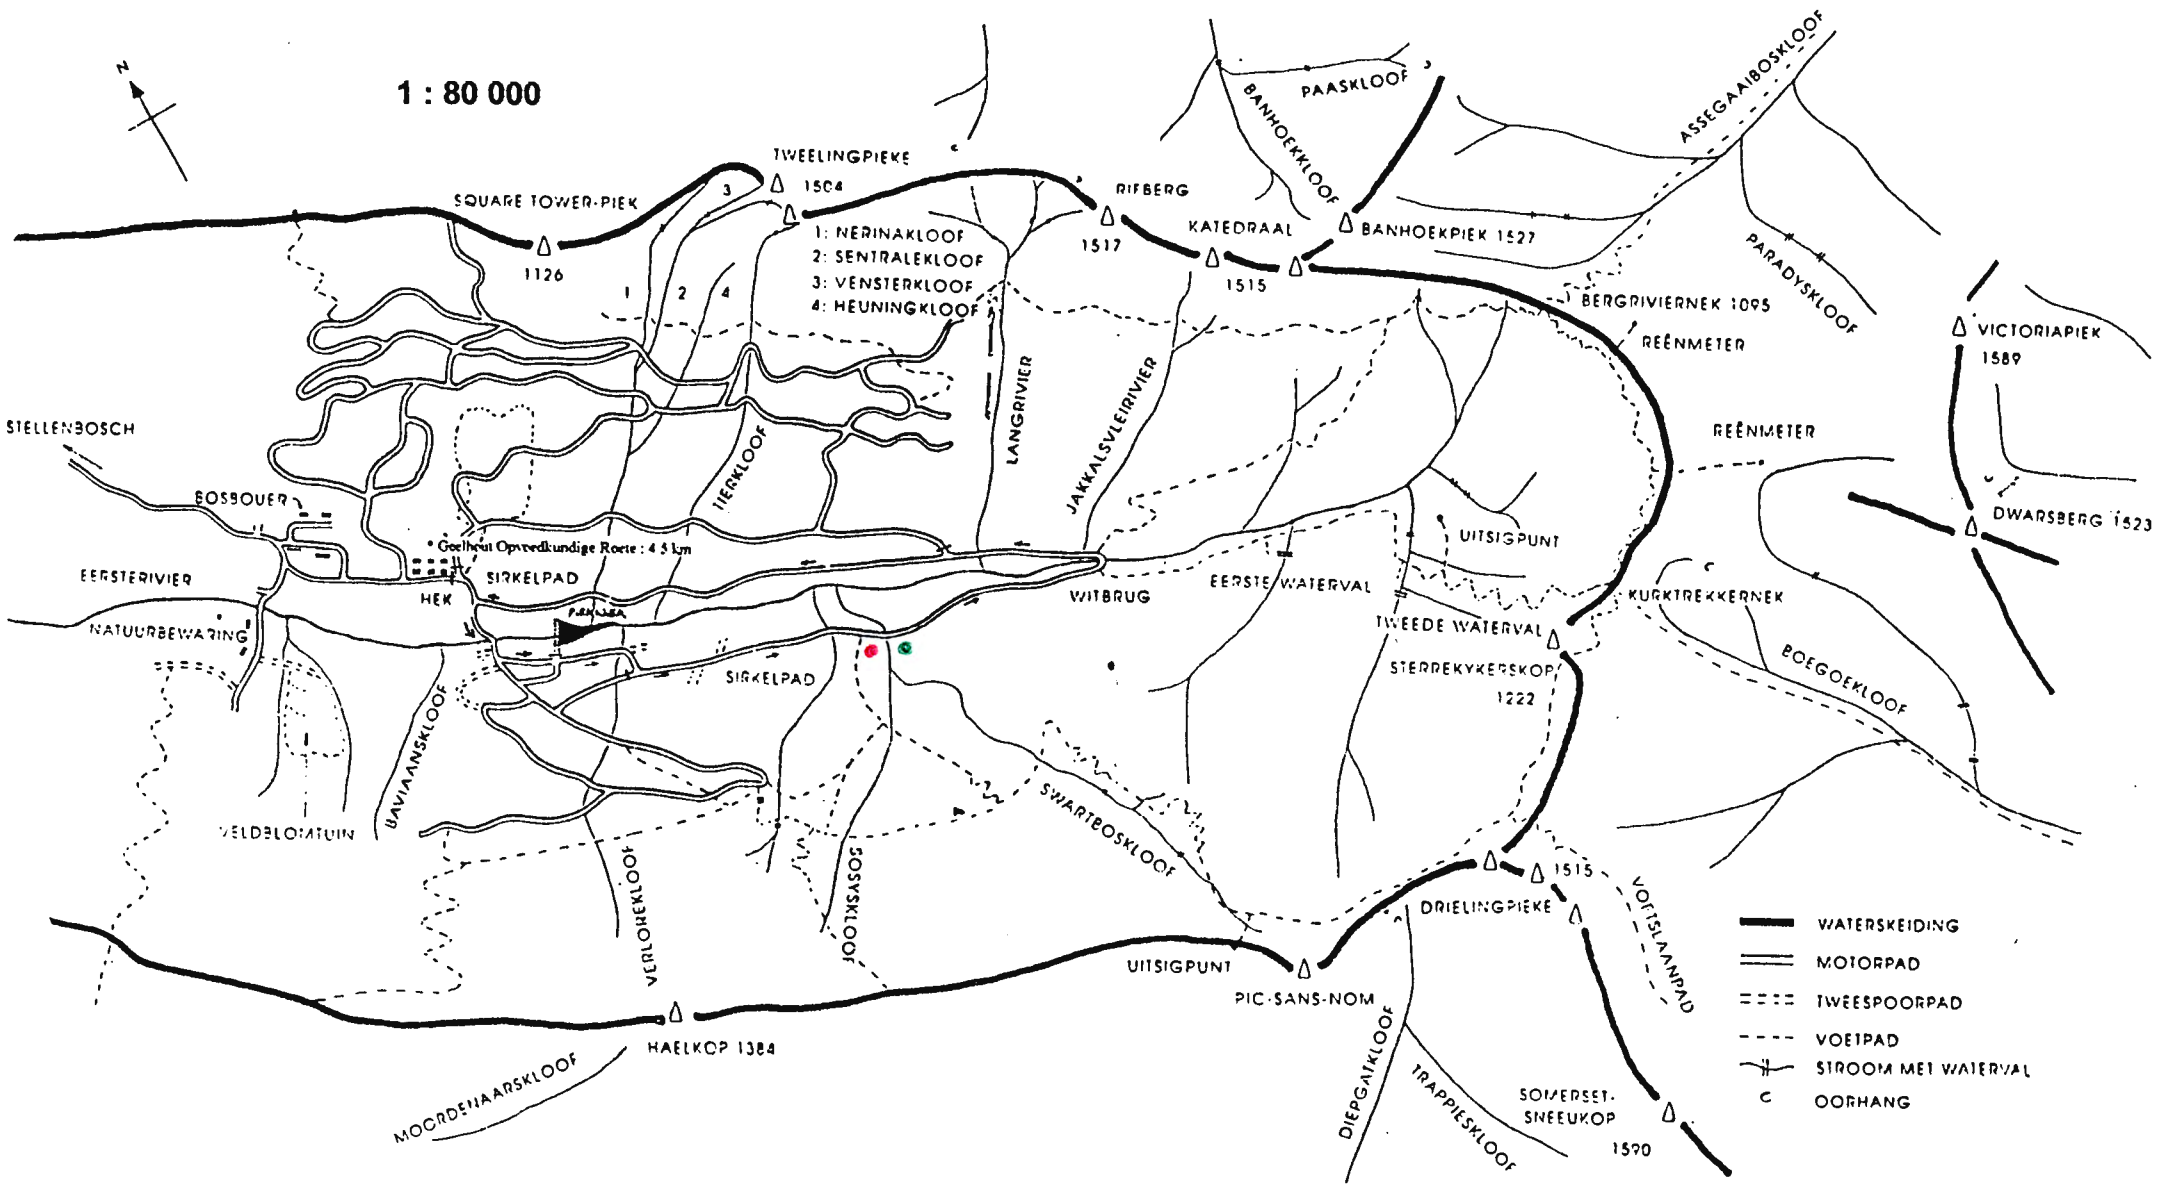 N
1 : 80 000
ASSEGAAIBOSKLOOF
PAASKLOOF
BANHOEKKLOOF
TWEELINGPIEKE
1504
SQUARE TOWER-PIEK
1126
3
1: NERINAKLOOF
2: SENTRALEKLOOF
3: VENSTERKLOOF
4: HEUNINGKLOOF
1
2
4
RIFBERG
1517
KATEDRAAL
1515
BANHOEKPIEK 1527
PARADYSKLOOF
BERGRIVIERNEK 1095
REËNMETER
VICTORIAPIEK
1589
STELLENBOSCH
LANGRIVIER
JAKKALSVLEIRIVIER
REËNMETER
BOSBOUER
TIERKLOOF
DWARSBERG 1523
UITSIGPUNT
Geelhout Opvoedkundige Roete : 4.5 km
EERSTERIVIER
SIRKELPAD
HEK
WITBRUG
EERSTE WATERVAL
KURKTREKKERNEK
NATUURBEWARING
TWEEDE WATERVAL
STERREKYKERSKOP
1222
SIRKELPAD
BOEGOEKLOOF
BAVIAANSKLOOF
VELDBLOMTUIN
SWARTBOSKLOOF
VERLORENKLOOF
SOSYSKLOOF
1515
DRIELINGPIEKE
VOETSLAANPAD
UITSIGPUNT
PIC-SANS-NOM
HAELKOP 1384
MOORDENAARSKLOOF
DIEPGATKLOOF
TRAPPIESKLOOF
SOMERSET-
SNEEUKOP
1590
WATERSKEIDING
MOTORPAD
TWEESPOORPAD
VOETPAD
STROOM MET WATERVAL
OORHANG